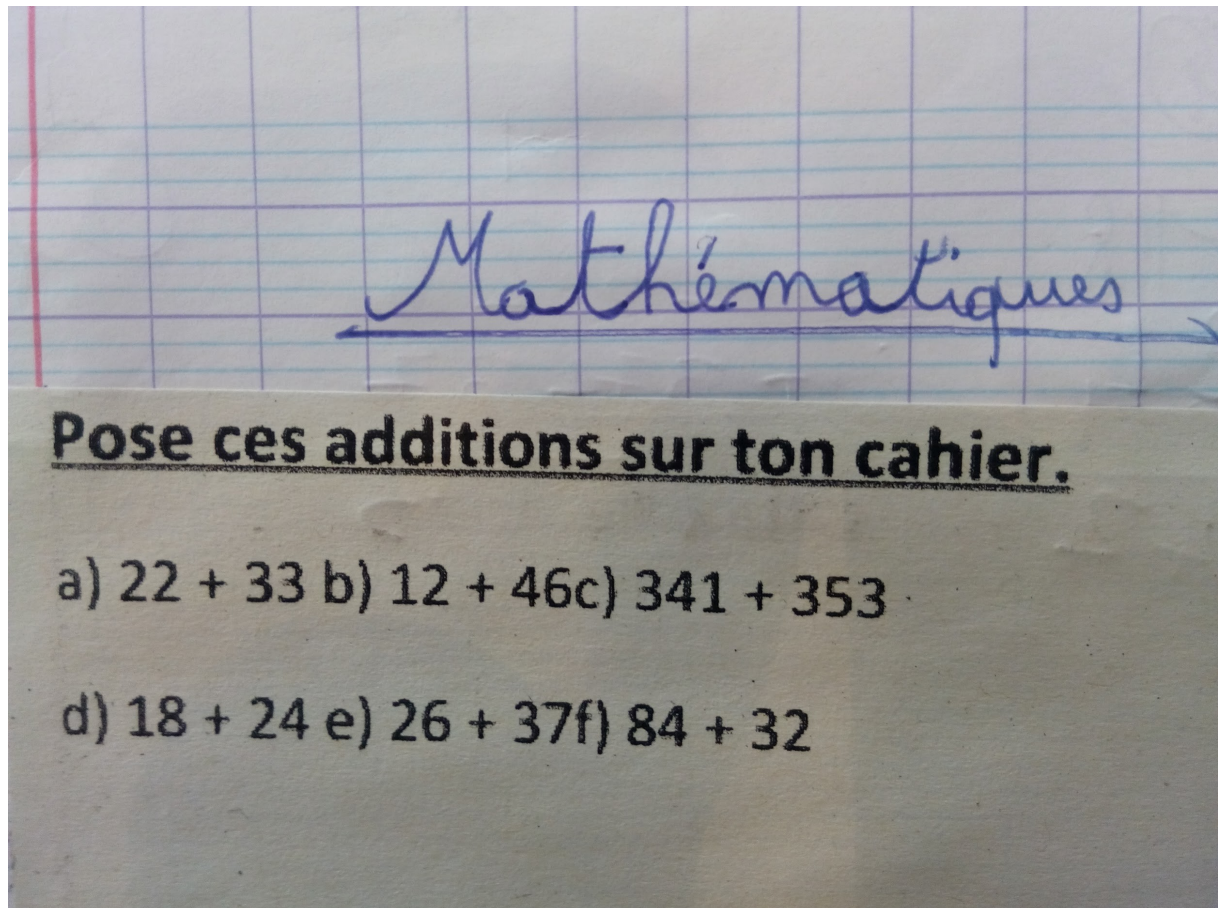 Mathématiques
Pose ces additions sur ton cahier.
a) 22 + 33 b) 12 + 46c) 341 + 353
d) 18 + 24 e) 26 + 37f) 84 + 32